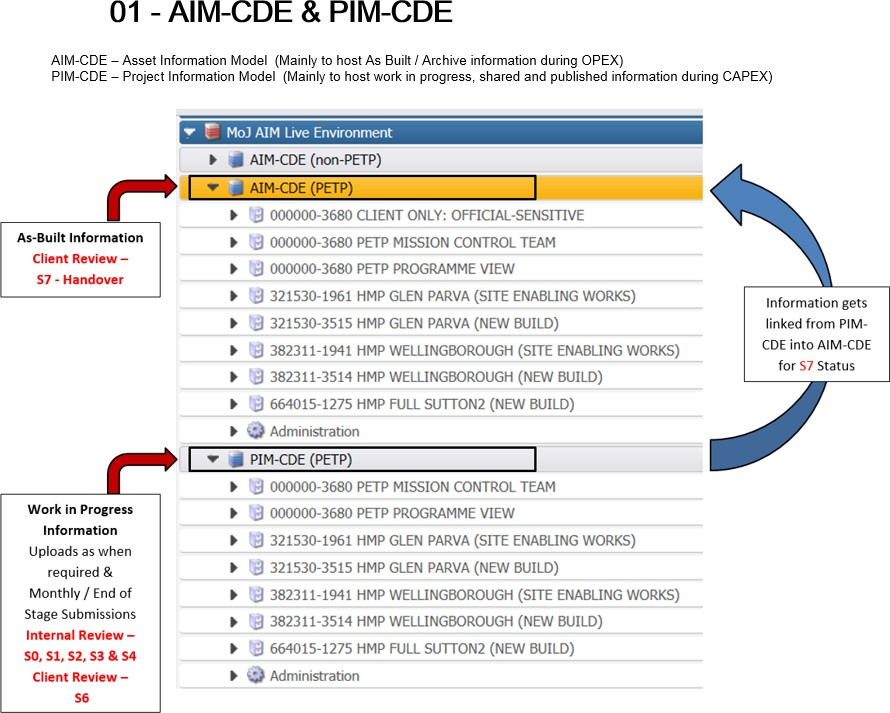 01 - AIM-CDE & PIM-CDE
AIM-CDE – Asset Information Model  (Mainly to host As Built / Archive information during OPEX)
PIM-CDE – Project Information Model  (Mainly to host work in progress, shared and published information during CAPEX)
MoJ AIM Live Environment
AIM-CDE (non-PETP)
AIM-CDE (PETP)
000000-3680 CLIENT ONLY: OFFICIAL-SENSITIVE
000000-3680 PETP MISSION CONTROL TEAM
000000-3680 PETP PROGRAMME VIEW
321530-1961 HMP GLEN PARVA (SITE ENABLING WORKS)
321530-3515 HMP GLEN PARVA (NEW BUILD)
382311-1941 HMP WELLINGBOROUGH (SITE ENABLING WORKS)
382311-3514 HMP WELLINGBOROUGH (NEW BUILD)
664015-1275 HMP FULL SUTTON2 (NEW BUILD)
Administration
PIM-CDE (PETP)
000000-3680 PETP MISSION CONTROL TEAM
000000-3680 PETP PROGRAMME VIEW
321530-1961 HMP GLEN PARVA (SITE ENABLING WORKS)
321530-3515 HMP GLEN PARVA (NEW BUILD)
382311-1941 HMP WELLINGBOROUGH (SITE ENABLING WORKS)
382311-3514 HMP WELLINGBOROUGH (NEW BUILD)
664015-1275 HMP FULL SUTTON2 (NEW BUILD)
Administration
As-Built Information
Client Review –
S7 - Handover
Work in Progress
Information
Uploads as when
required &
Monthly / End of
Stage Submissions
Internal Review –
S0, S1, S2, S3 & S4
Client Review –
S6
Information gets
linked from PIM-
CDE into AIM-CDE
for S7 Status